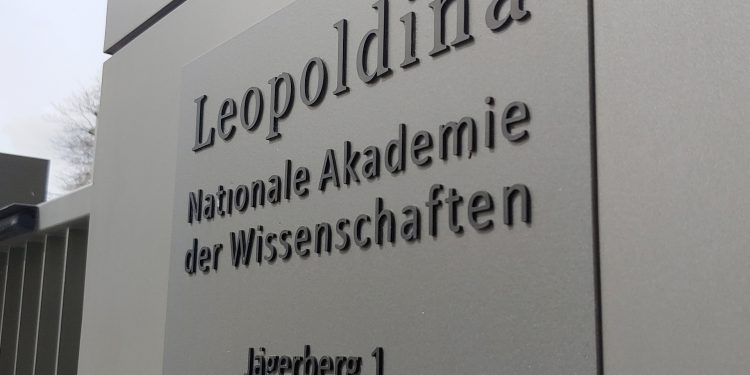 Leopoldina
Nationale Akademie
der Wissenschaften
Jägerberg 1